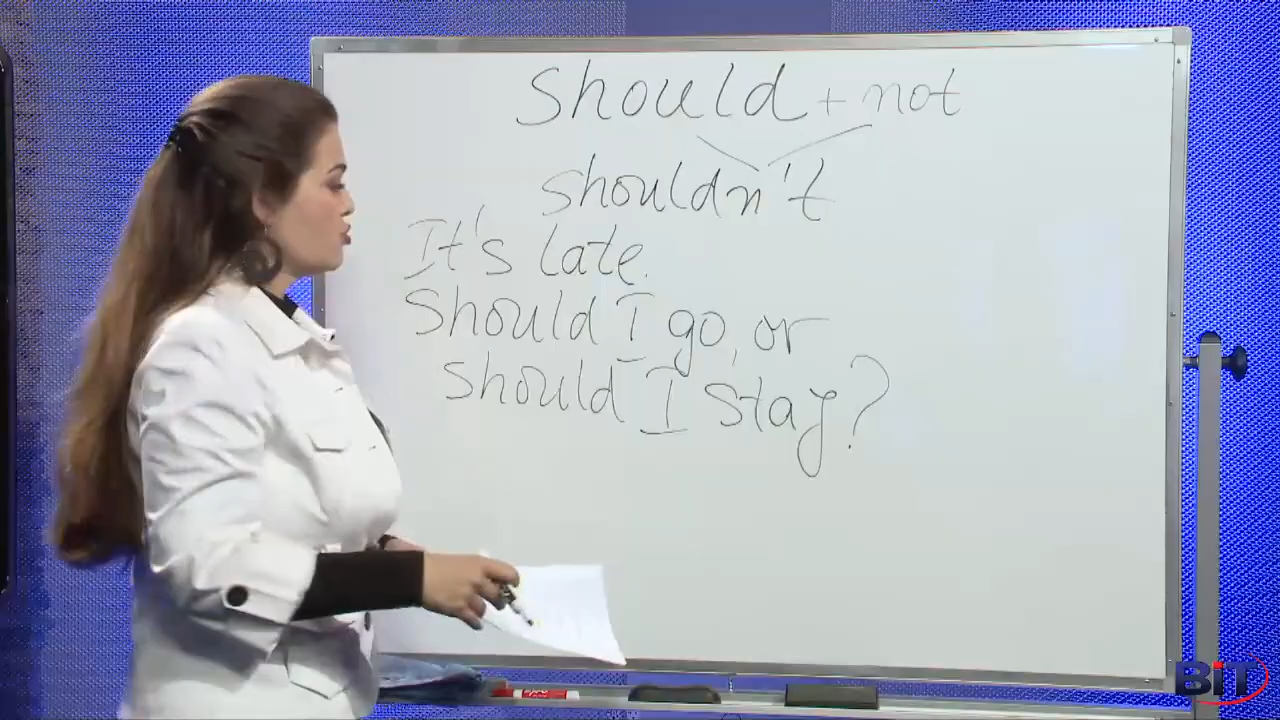 Should + not
shouldn't
It's late.
Should I go, or
should I stay?
BiT